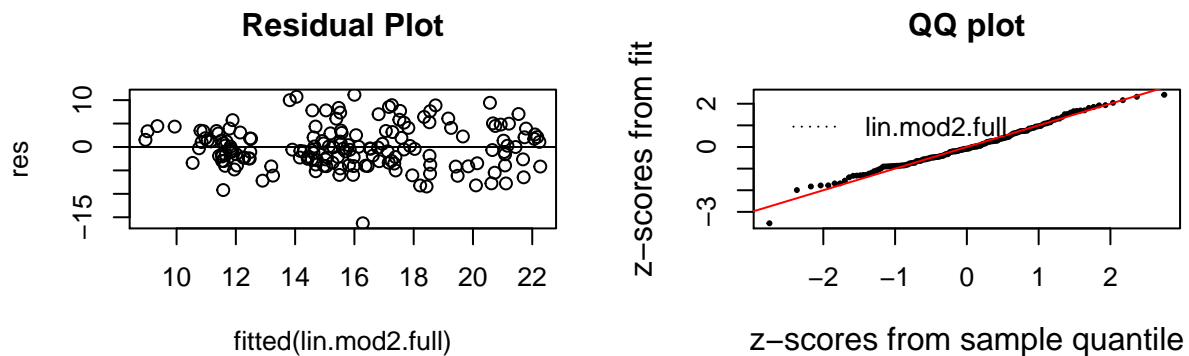 Residual Plot
res
10
0
−15
10
12
14
16
18
20
22
fitted(lin.mod2.full)
QQ plot
z−scores from fit
2
0
−3
lin.mod2.full
−2
−1
0
1
2
z−scores from sample quantile